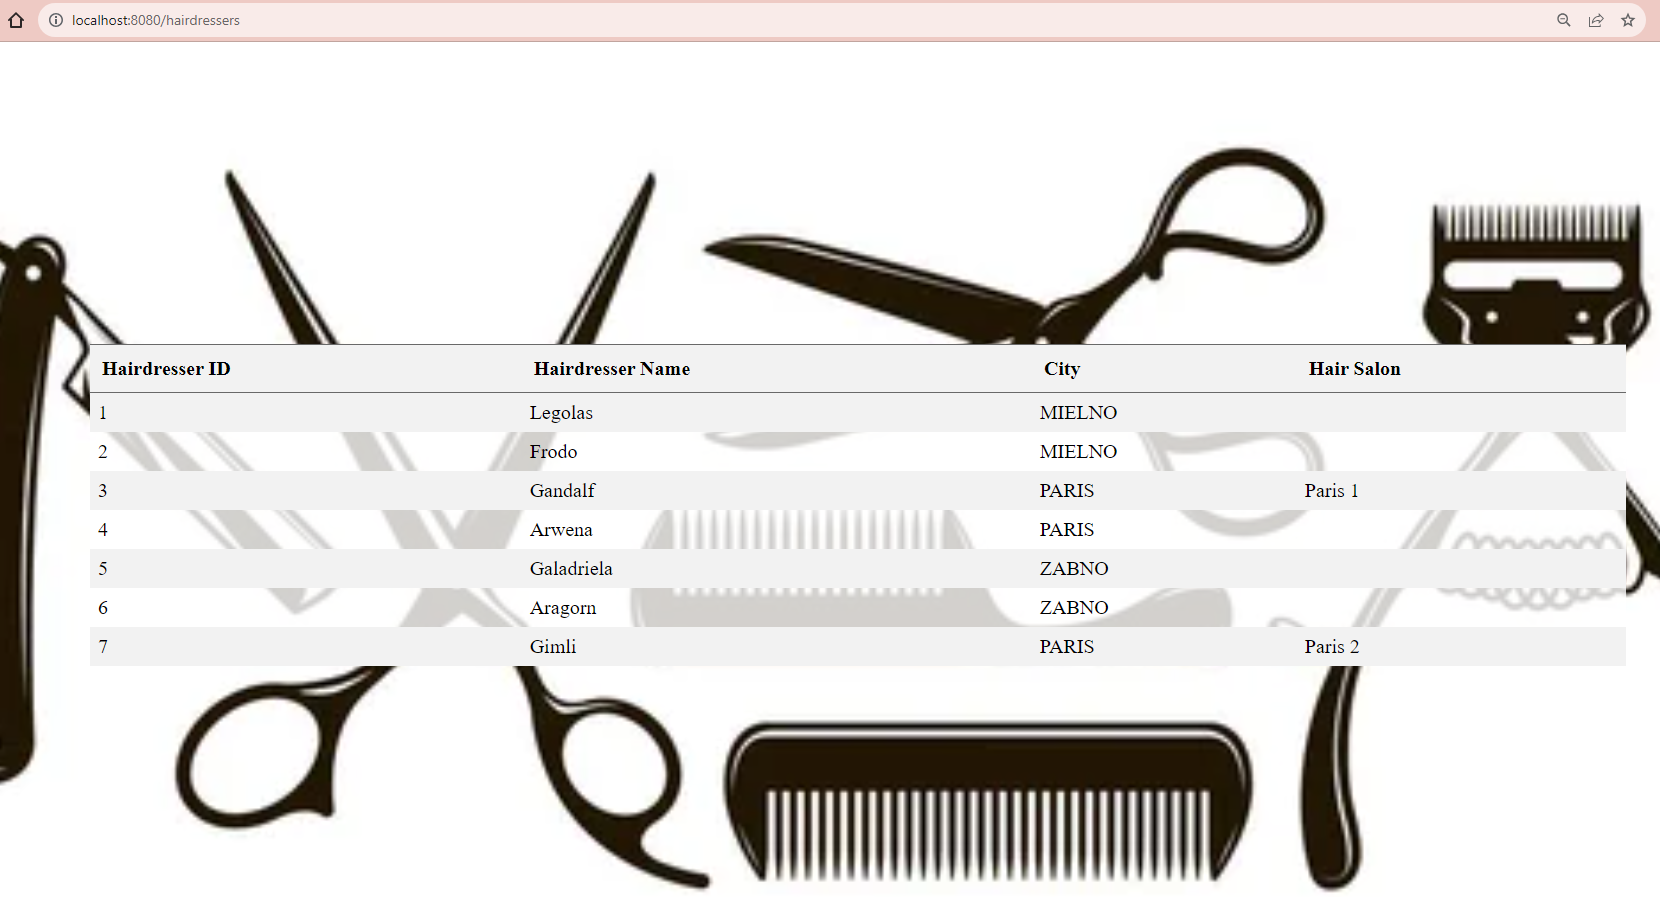 localhost:8080/hairdressers
Hairdresser ID Hairdresser Name City Hair Salon
1 Legolas MIELNO
2 Frodo MIELNO
3 Gandalf PARIS Paris 1
4 Arwena PARIS
5 Galadriela ZABNO
6 Aragorn ZABNO
7 Gimli PARIS Paris 2